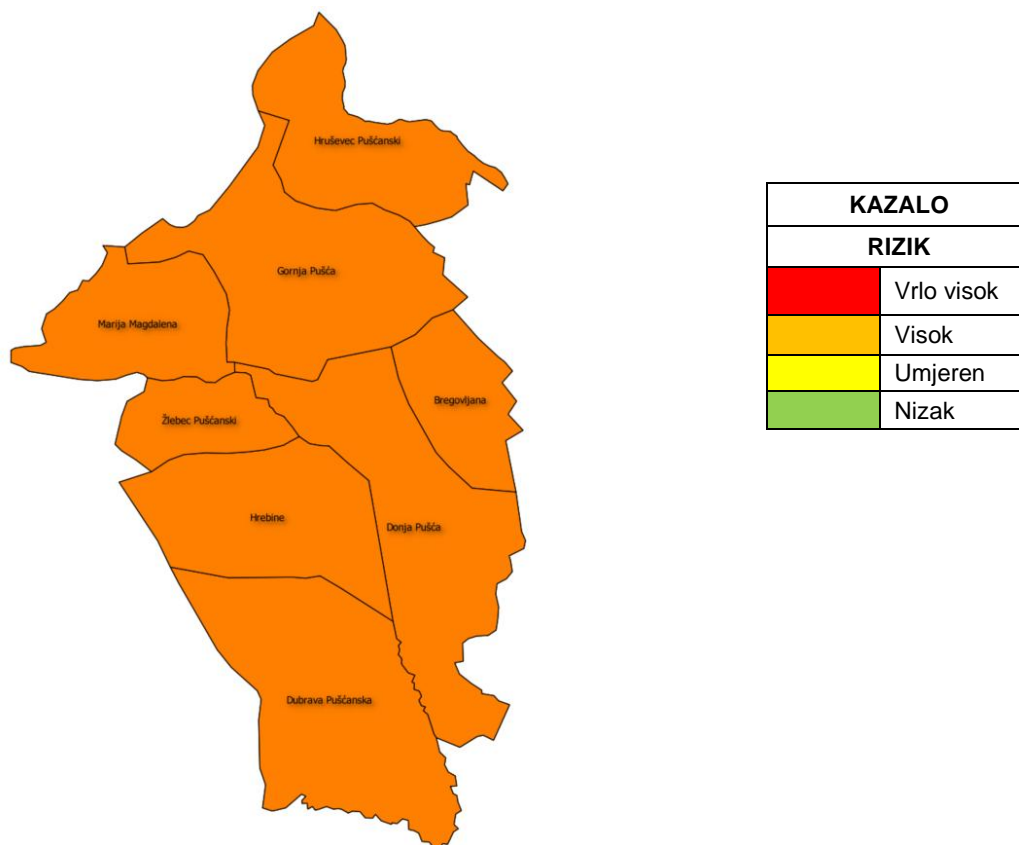 Hruševec Pušćanski
Gornja Pušća
Marija Magdalena
Bregovljana
Žlebec Pušćanski
Hrebine
Donja Pušća
Dubrava Pušćanska
KAZALO
RIZIK
Vrlo visok
Visok
Umjeren
Nizak